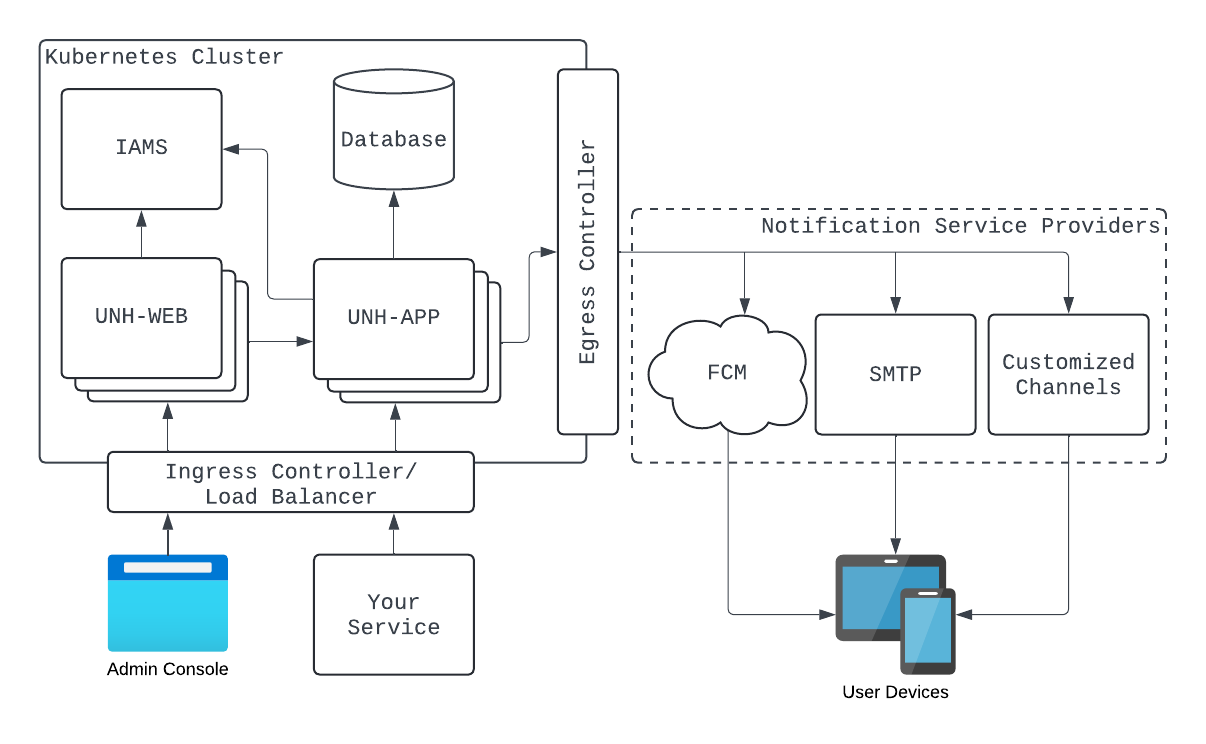 Kubernetes Cluster
IAMS
Database
Egress Controller
Notification Service Providers
UNH-WEB
UNH-APP
FCM
SMTP
Customized
Channels
Ingress Controller/
Load Balancer
Your
Service
Admin Console
User Devices